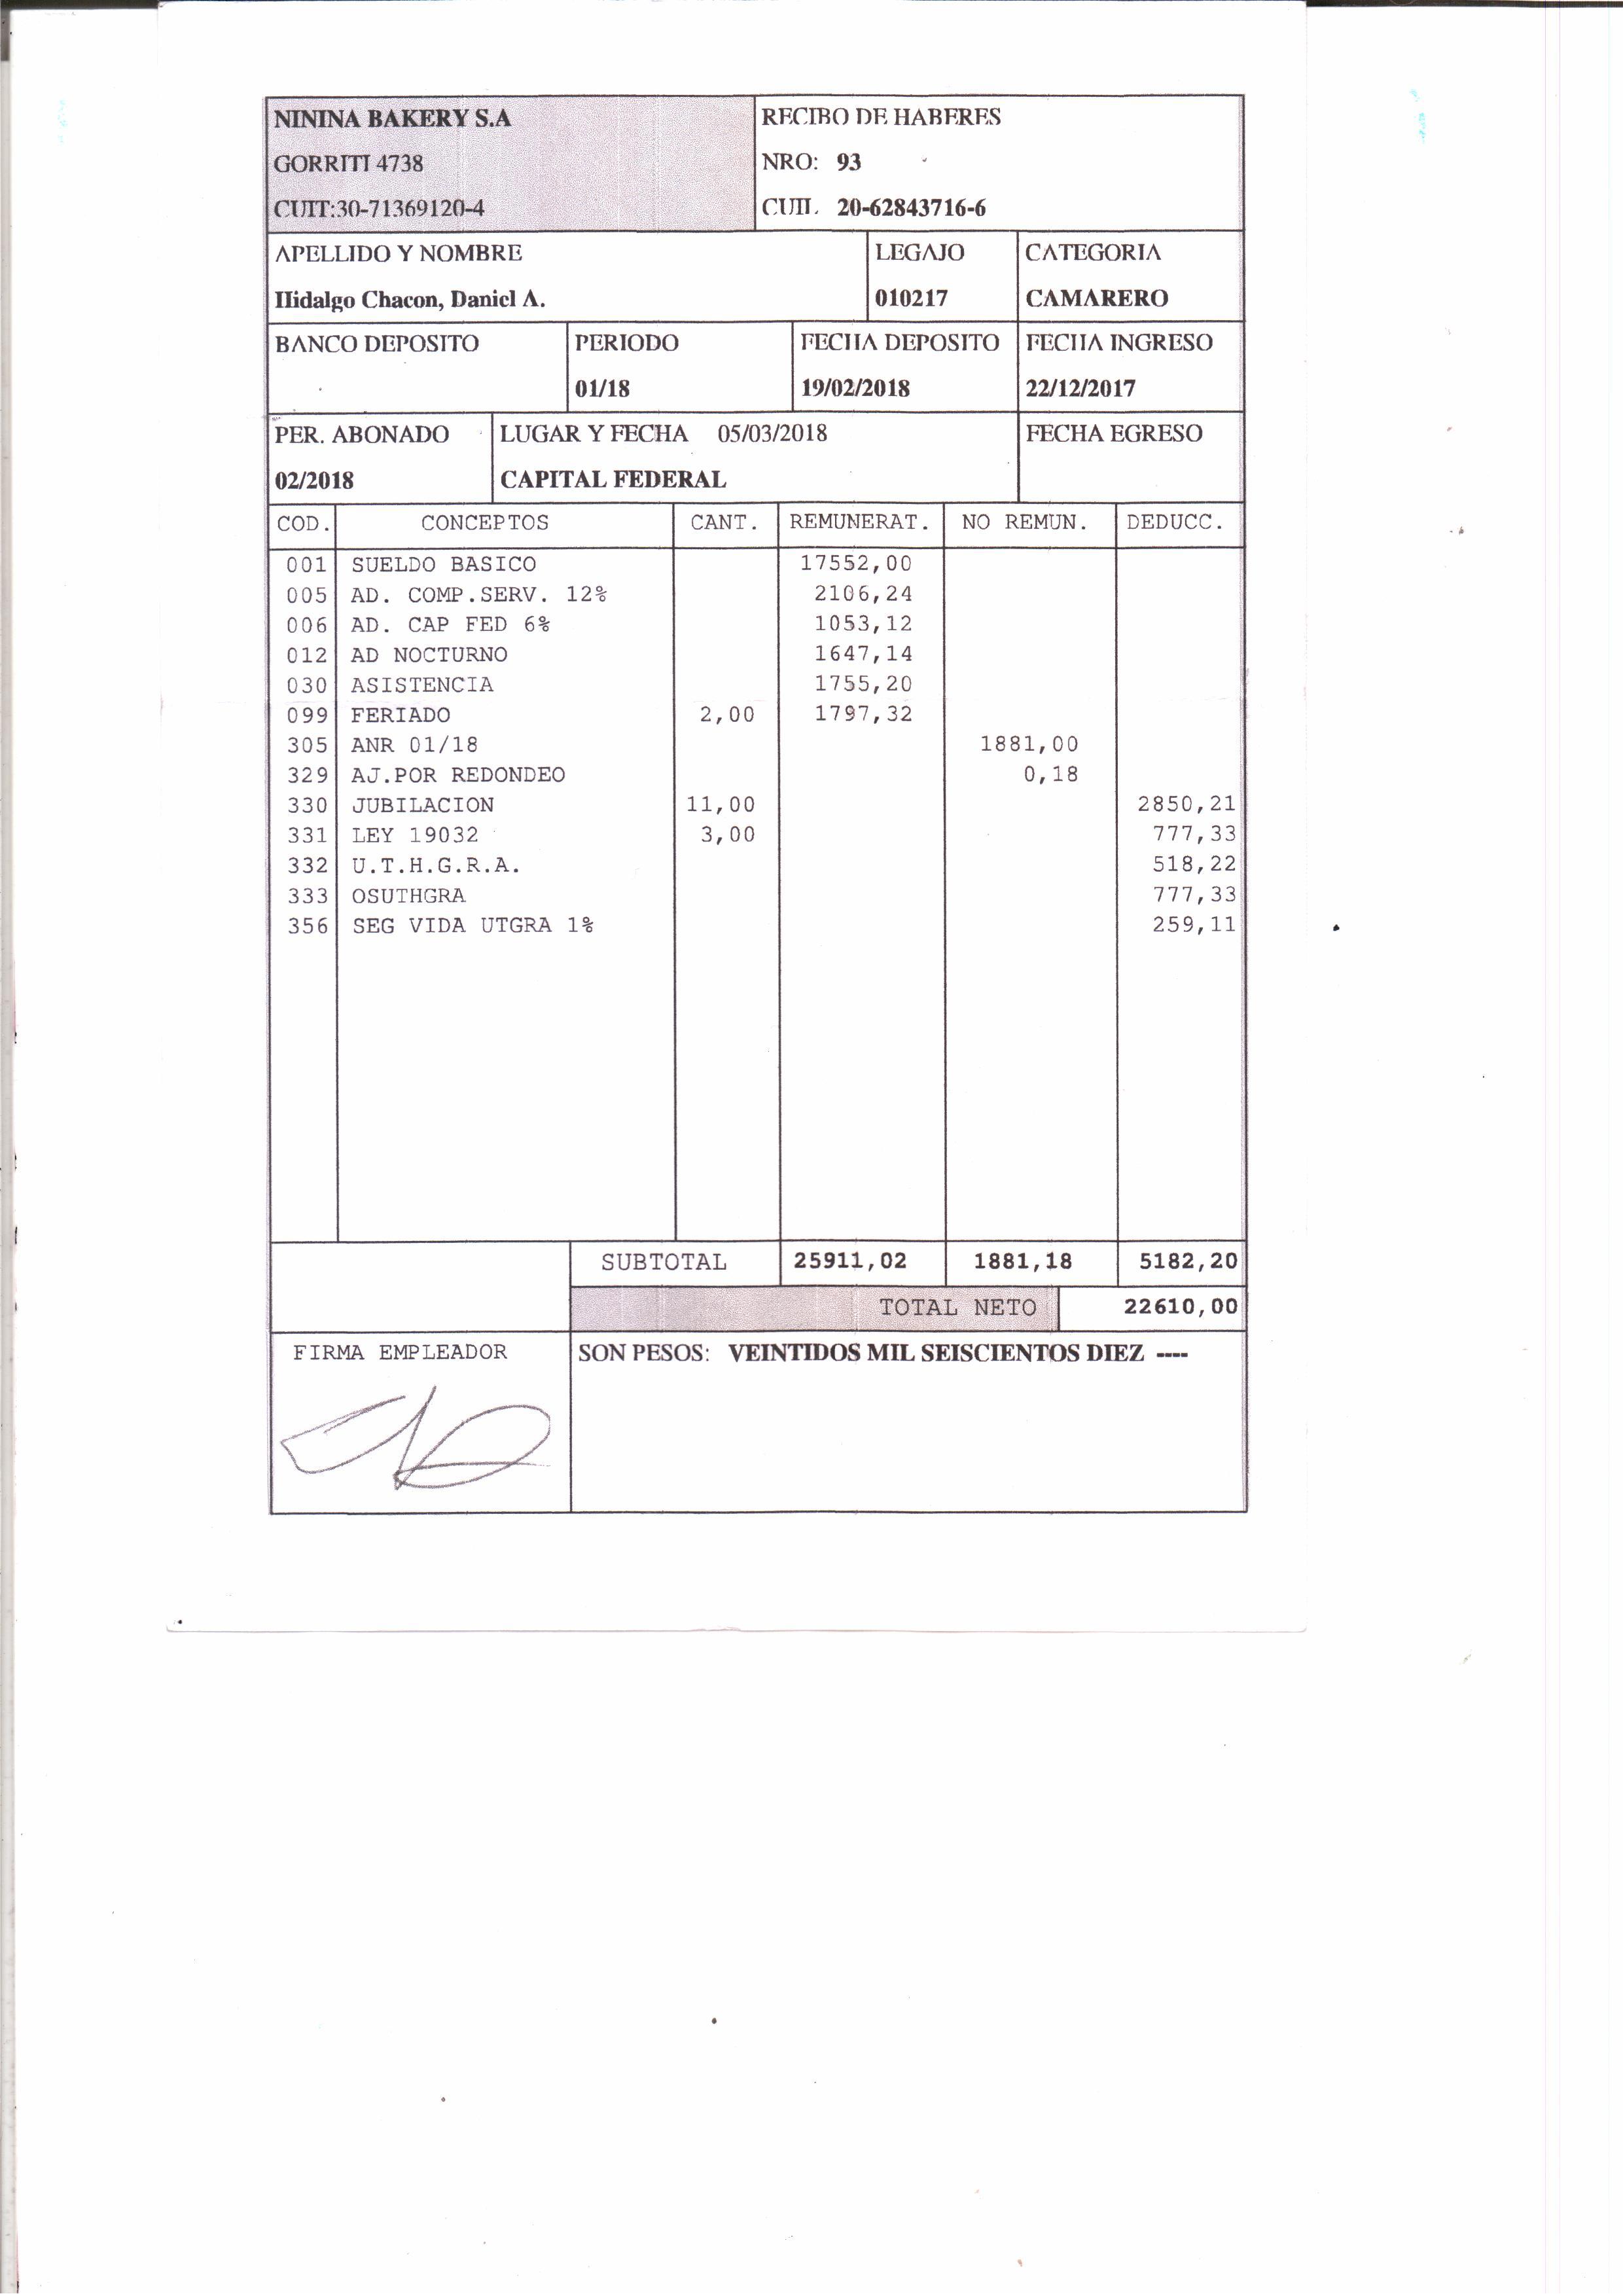 NININA BAKERY S.A
GORRITI 4738
CUIT:30-71369120-4
RECIBO DE HABERES
NRO: 93
CUIL 20-62843716-6
APELLIDO Y NOMBRE
Hidalgo Chacon, Daniel A.
LEGAJO
010217
CATEGORIA
CAMARERO
BANCO DEPOSITO
PERIODO
01/18
FECHA DEPOSITO
19/02/2018
FECHA INGRESO
22/12/2017
PER. ABONADO
02/2018
LUGAR Y FECHA 05/03/2018
CAPITAL FEDERAL
FECHA EGRESO
COD. CONCEPTOS CANT. REMUNERAT. NO REMUN. DEDUCC.
001 SUELDO BASICO 17552,00
005 AD. COMP.SERV. 12% 2106,24
006 AD. CAP FED 6% 1053,12
012 AD NOCTURNO 1647,14
030 ASISTENCIA 1755,20
099 FERIADO 2,00 1797,32
305 ANR 01/18 1881,00
329 AJ.POR REDONDEO 0,18
330 JUBILACION 11,00 2850,21
331 LEY 19032 3,00 777,33
332 U.T.H.G.R.A. 518,22
333 OSUTHGRA 777,33
356 SEG VIDA UTGRA 1% 259,11
SUBTOTAL 25911,02 1881,18 5182,20
TOTAL NETO 22610,00
FIRMA EMPLEADOR
SON PESOS: VEINTIDOS MIL SEISCIENTOS DIEZ ----